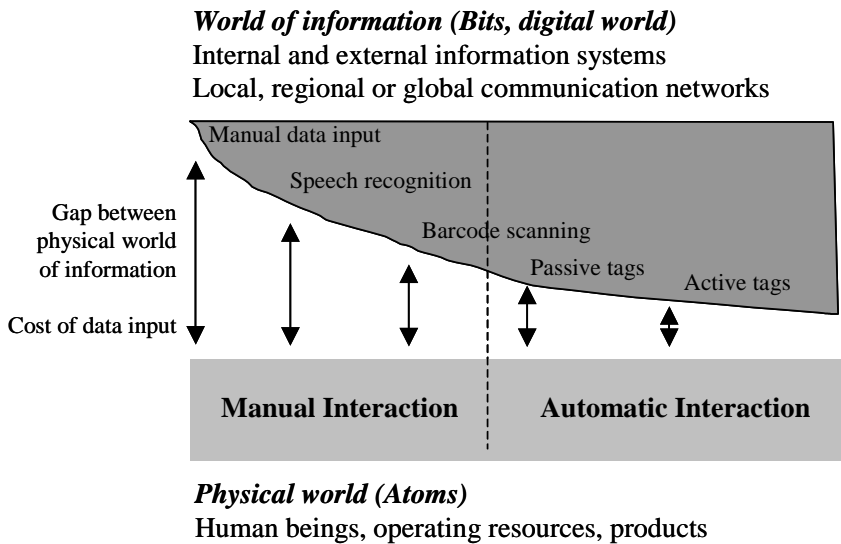 World of information (Bits, digital world)
Internal and external information systems
Local, regional or global communication networks
Manual data input
Speech recognition
Gap between
physical world
of information
Barcode scanning
Passive tags
Active tags
Cost of data input
Manual Interaction
Automatic Interaction
Physical world (Atoms)
Human beings, operating resources, products